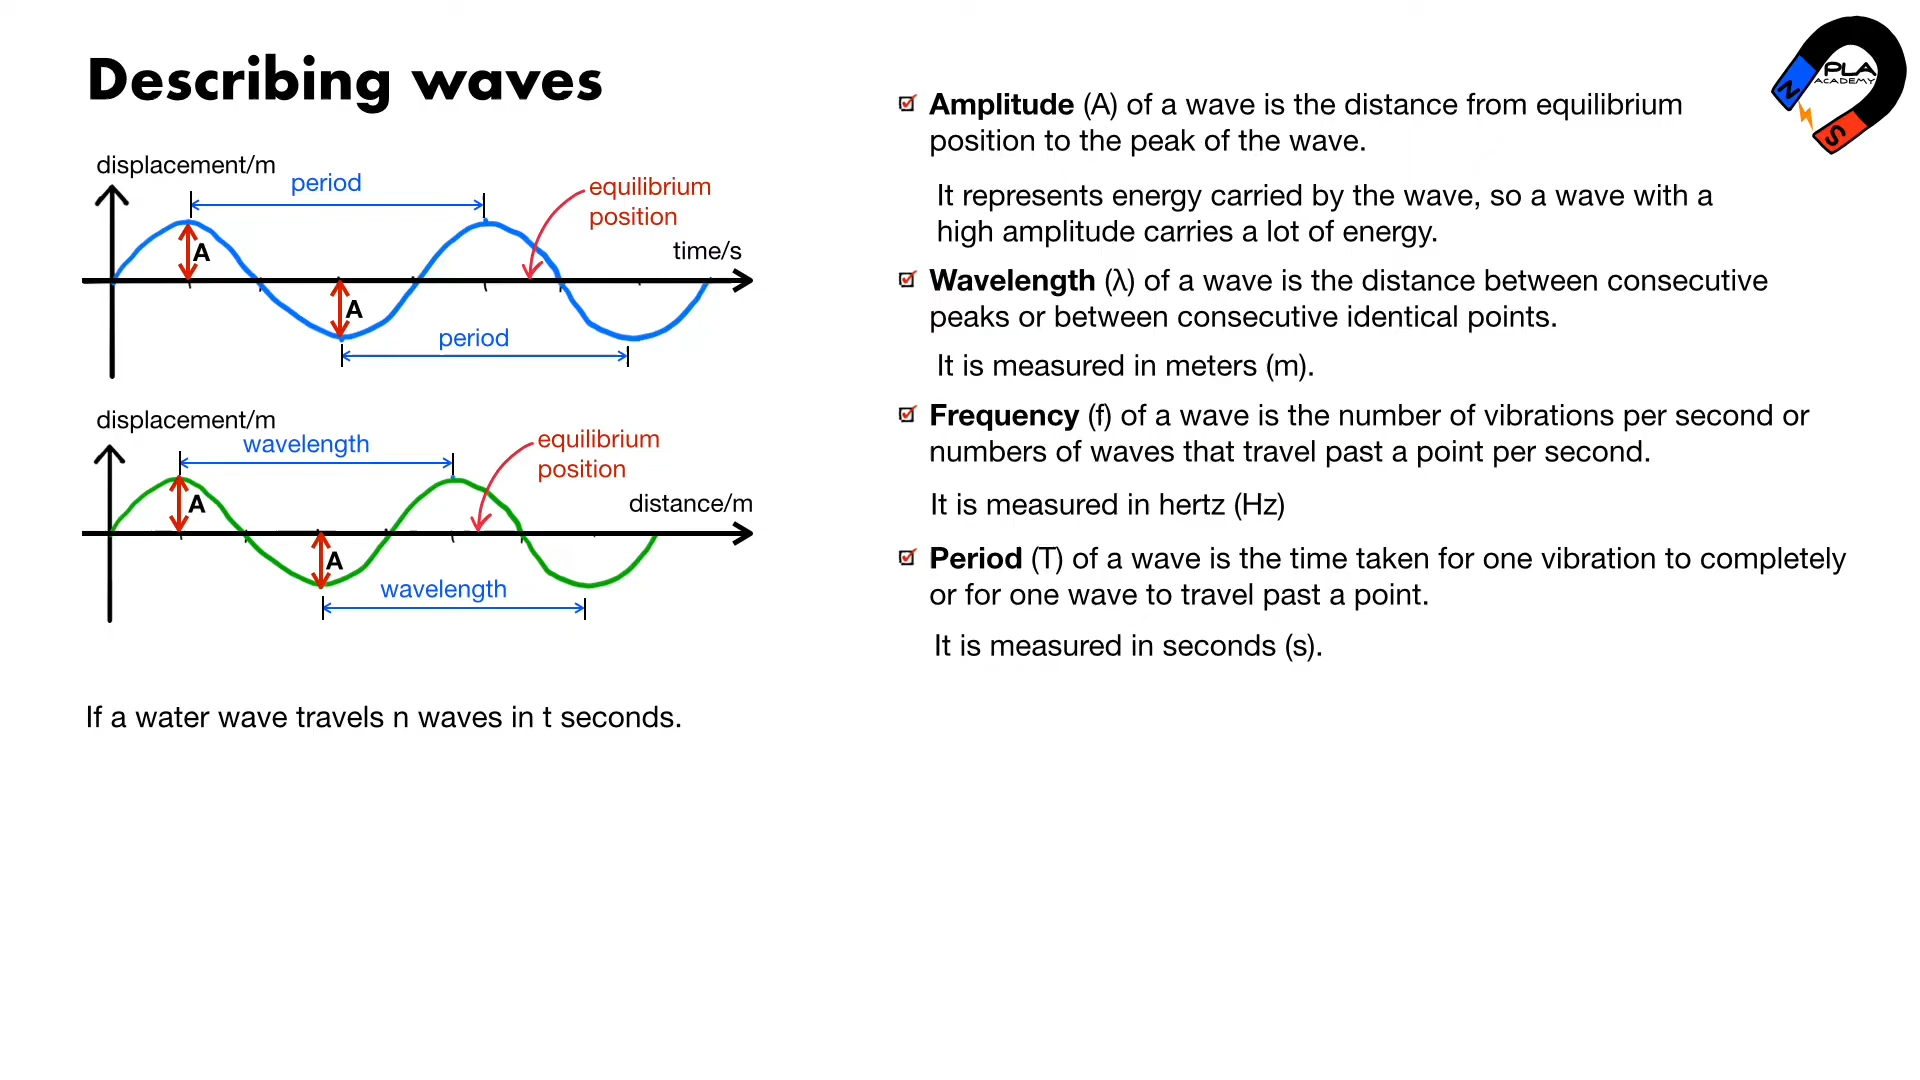 Describing waves
displacement/m
period
equilibrium
position
time/s
A
A
period
displacement/m
wavelength
equilibrium
position
distance/m
A
A
wavelength
If a water wave travels n waves in t seconds.
Amplitude (A) of a wave is the distance from equilibrium
position to the peak of the wave.
It represents energy carried by the wave, so a wave with a
high amplitude carries a lot of energy.
Wavelength (λ) of a wave is the distance between consecutive
peaks or between consecutive identical points.
It is measured in meters (m).
Frequency (f) of a wave is the number of vibrations per second or
numbers of waves that travel past a point per second.
It is measured in hertz (Hz)
Period (T) of a wave is the time taken for one vibration to completely
or for one wave to travel past a point.
It is measured in seconds (s).
PLA
ACADEMY
N
S